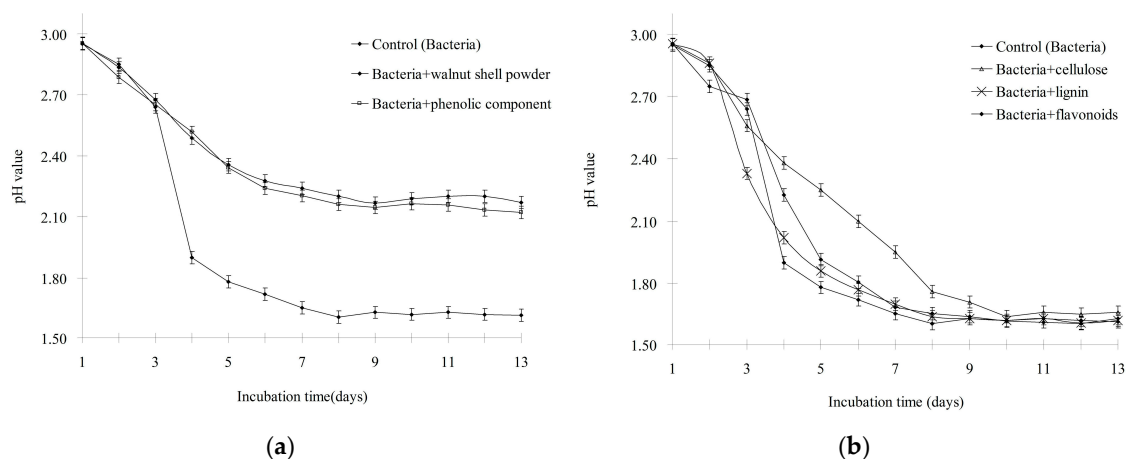 3.00
2.70
2.40
2.10
1.80
1.50
pH value
1 3 5 7 9 11 13
Incubation time(days)
Control (Bacteria)
Bacteria+walnut shell powder
Bacteria+phenolic component
(a)
3.00
2.70
2.40
2.10
1.80
1.50
pH value
1 3 5 7 9 11 13
Incubation time (days)
Control (Bacteria)
Bacteria+cellulose
Bacteria+lignin
Bacteria+flavonoids
(b)